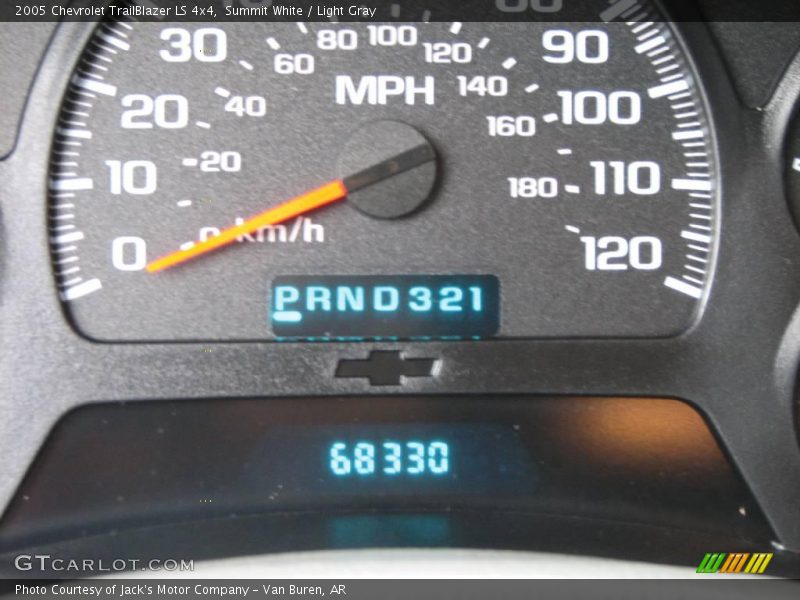 2005 Chevrolet TrailBlazer LS 4x4, Summit White / Light Gray
30 80 100 120 90
60
MPH 140
20 40 160 100
10 20 180 110
0 0 km/h 120
PRND321
68330
GTCARLOT.COM
Photo Courtesy of Jack's Motor Company – Van Buren, AR